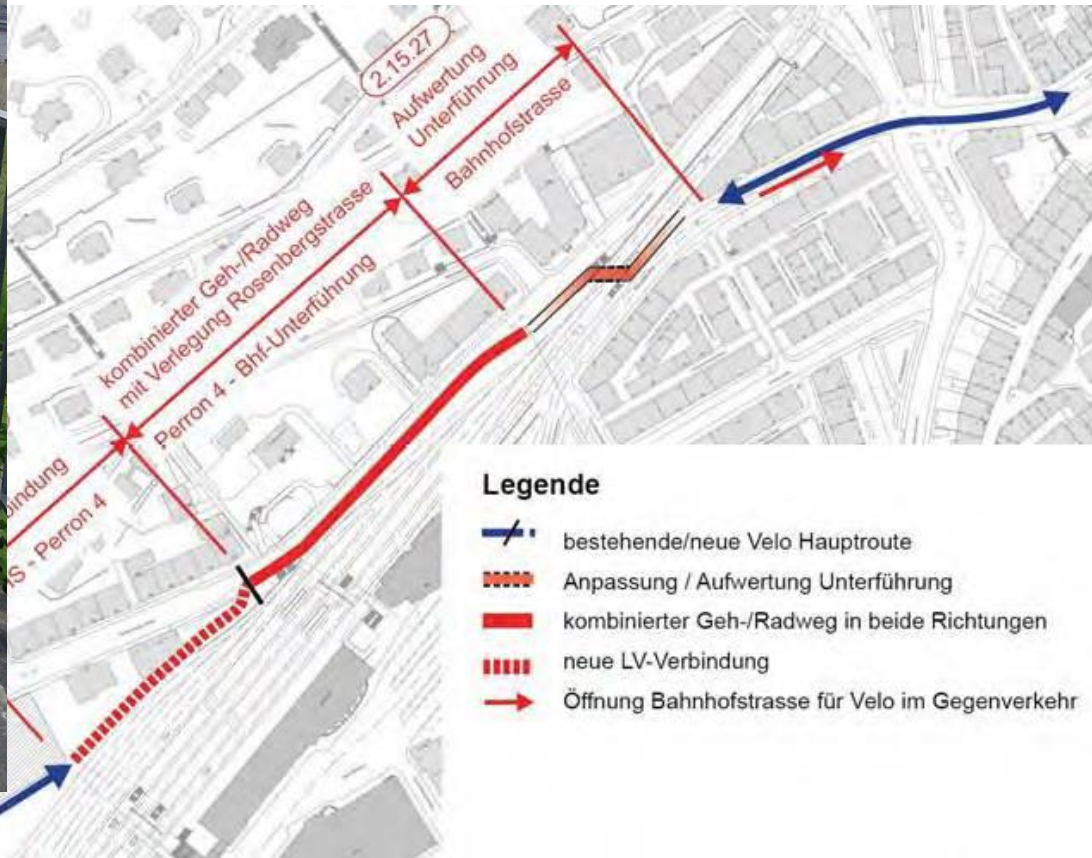 2.15.27
Aufwertung
Unterführung
Bahnhofstrasse
kombinierter Geh-/Radweg
mit Verlegung Rosenbergstrasse
Perron 4 - Bhf-Unterführung
bindung
S - Perron 4
Legende
bestehende/neue Velo Hauptroute
Anpassung / Aufwertung Unterführung
kombinierter Geh-/Radweg in beide Richtungen
neue LV-Verbindung
Öffnung Bahnhofstrasse für Velo im Gegenverkehr